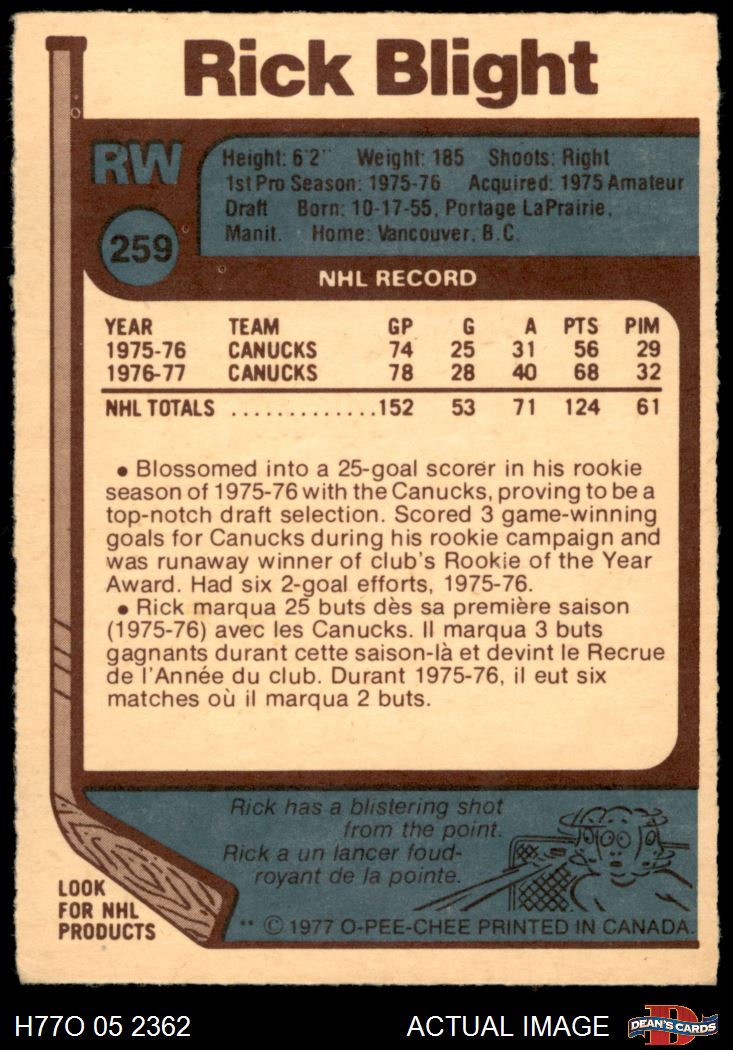 Rick Blight
RW
Height: 6'2" Weight: 185 Shoots: Right
1st Pro Season: 1975-76 Acquired: 1975 Amateur
Draft Born: 10-17-55, Portage LaPrairie,
Manit. Home: Vancouver, B.C.
259
NHL RECORD
YEAR TEAM GP G A PTS PIM
1975-76 CANUCKS 74 25 31 56 29
1976-77 CANUCKS 78 28 40 68 32
NHL TOTALS .............152 53 71 124 61
• Blossomed into a 25-goal scorer in his rookie
season of 1975-76 with the Canucks, proving to be a
top-notch draft selection. Scored 3 game-winning
goals for Canucks during his rookie campaign and
was runaway winner of club's Rookie of the Year
Award. Had six 2-goal efforts, 1975-76.
• Rick marqua 25 buts dès sa première saison
(1975-76) avec les Canucks. Il marqua 3 buts
gagnants durant cette saison-là et devint le Recrue
de l'Année du club. Durant 1975-76, il eut six
matches où il marqua 2 buts.
Rick has a blistering shot
from the point.
Rick a un lancer foud-
royant de la pointe.
LOOK
FOR NHL
PRODUCTS
** © 1977 O-PEE-CHEE PRINTED IN CANADA.
H77O 05 2362 ACTUAL IMAGE
D
DEAN'S CARDS